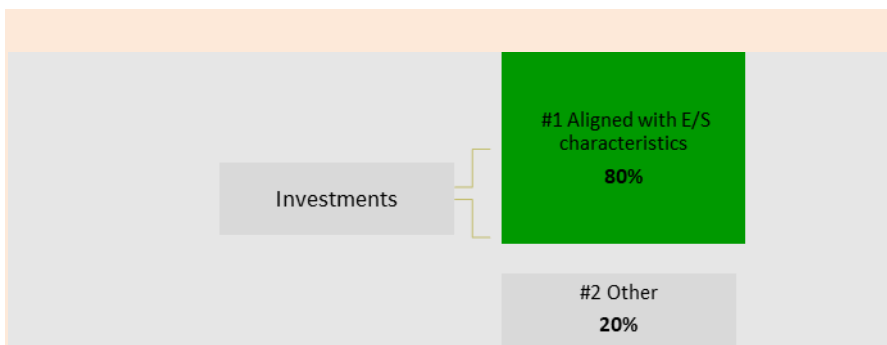 #1 Aligned with E/S
characteristics
80%
Investments
#2 Other
20%